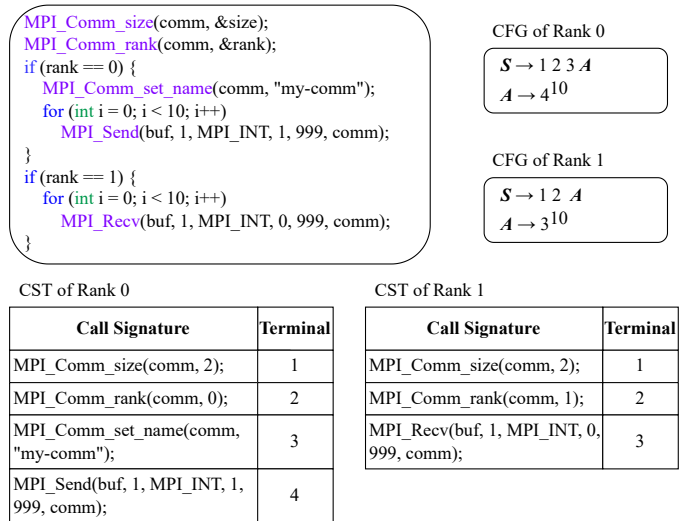 MPI_Comm_size(comm, &size);
MPI_Comm_rank(comm, &rank);
if (rank == 0) {
MPI_Comm_set_name(comm, "my-comm");
for (int i = 0; i < 10; i++)
MPI_Send(buf, 1, MPI_INT, 1, 999, comm);
}
if (rank == 1) {
for (int i = 0; i < 10; i++)
MPI_Recv(buf, 1, MPI_INT, 0, 999, comm);
}
CFG of Rank 0
S → 1 2 3 A
A → 4^10
CFG of Rank 1
S → 1 2 A
A → 3^10
CST of Rank 0
Call Signature Terminal
MPI_Comm_size(comm, 2); 1
MPI_Comm_rank(comm, 0); 2
MPI_Comm_set_name(comm,
"my-comm"); 3
MPI_Send(buf, 1, MPI_INT, 1,
999, comm); 4
CST of Rank 1
Call Signature Terminal
MPI_Comm_size(comm, 2); 1
MPI_Comm_rank(comm, 1); 2
MPI_Recv(buf, 1, MPI_INT, 0,
999, comm); 3